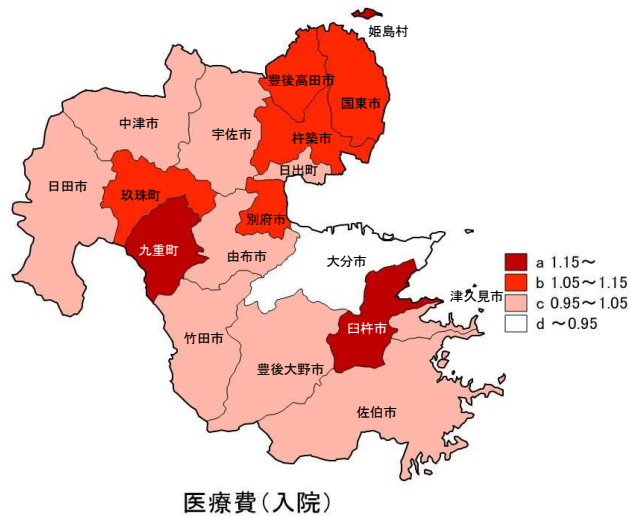 姫島村
豊後高田市
国東市
中津市
宇佐市
杵築市
日出町
日田市
玖珠町
別府市
九重町
由布市
大分市
津久見市
臼杵市
竹田市
豊後大野市
佐伯市
a 1.15～
b 1.05～1.15
c 0.95～1.05
d ～0.95
医療費（入院）